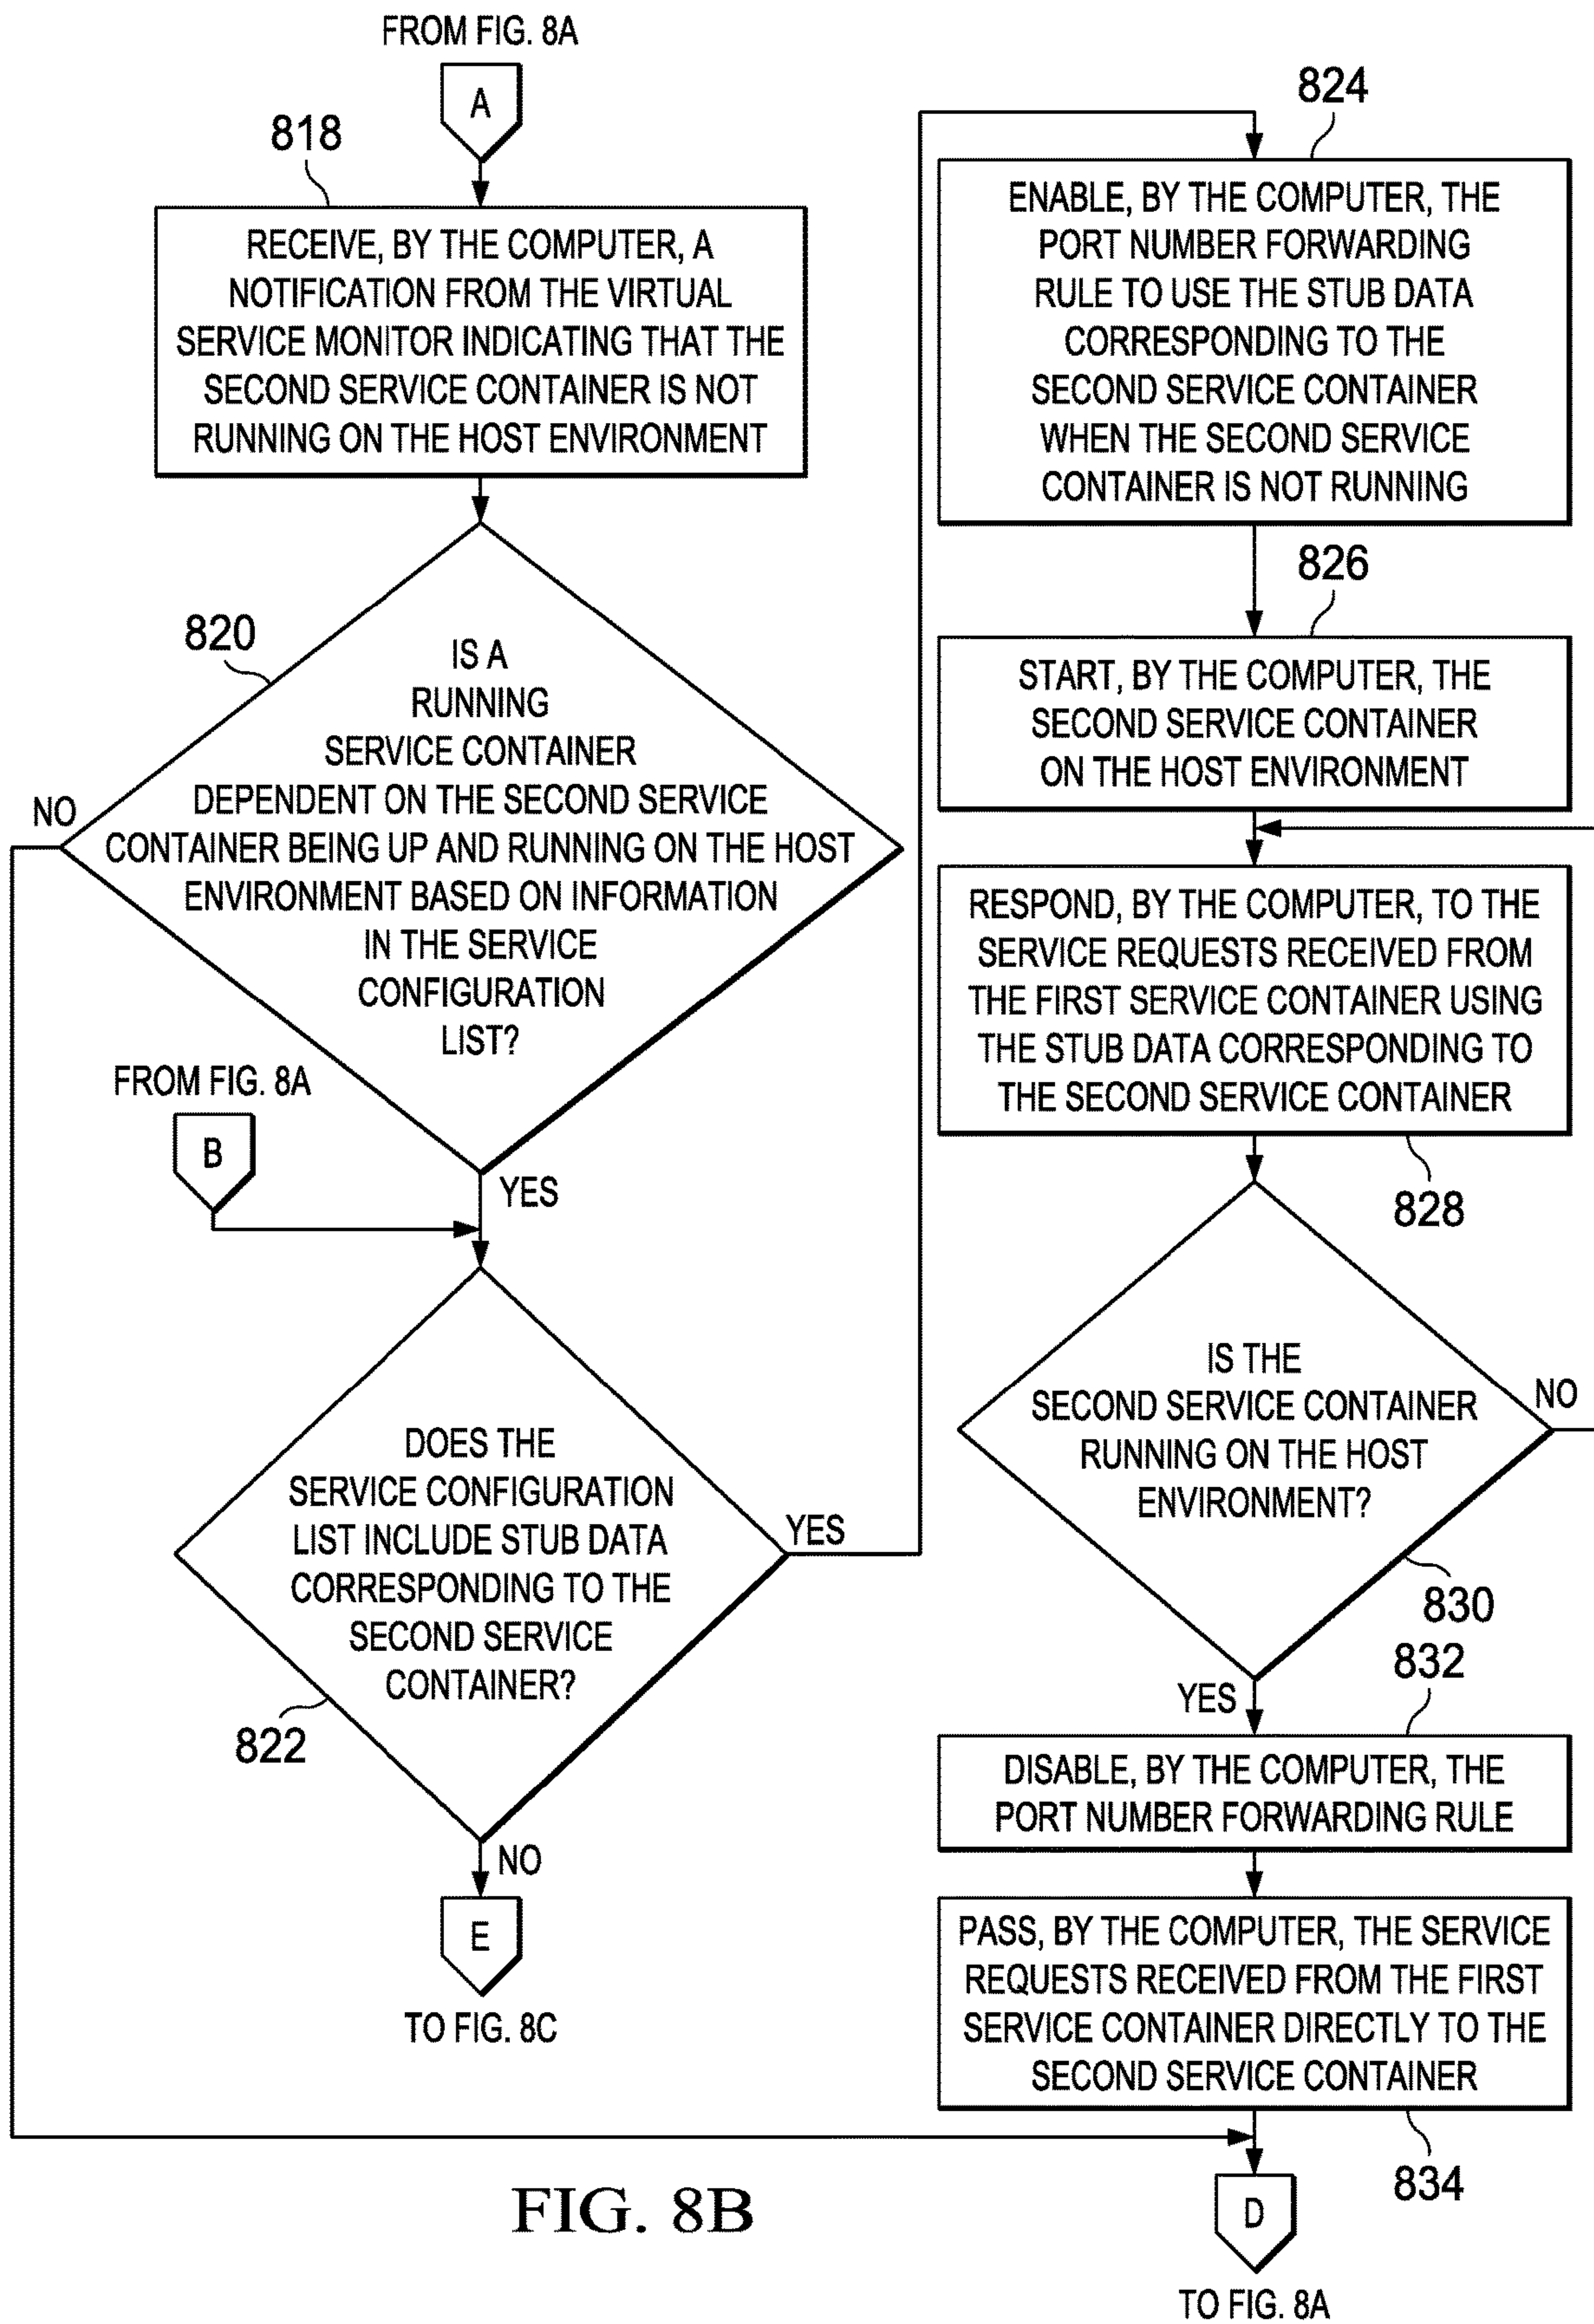 FROM FIG. 8A
A
818
RECEIVE, BY THE COMPUTER, A
NOTIFICATION FROM THE VIRTUAL
SERVICE MONITOR INDICATING THAT THE
SECOND SERVICE CONTAINER IS NOT
RUNNING ON THE HOST ENVIRONMENT
820
IS A
RUNNING
SERVICE CONTAINER
DEPENDENT ON THE SECOND SERVICE
CONTAINER BEING UP AND RUNNING ON THE HOST
ENVIRONMENT BASED ON INFORMATION
IN THE SERVICE
CONFIGURATION
LIST?
NO
YES
FROM FIG. 8A
B
DOES THE
SERVICE CONFIGURATION
LIST INCLUDE STUB DATA
CORRESPONDING TO THE
SECOND SERVICE
CONTAINER?
822
YES
NO
E
TO FIG. 8C
824
ENABLE, BY THE COMPUTER, THE
PORT NUMBER FORWARDING
RULE TO USE THE STUB DATA
CORRESPONDING TO THE
SECOND SERVICE CONTAINER
WHEN THE SECOND SERVICE
CONTAINER IS NOT RUNNING
826
START, BY THE COMPUTER, THE
SECOND SERVICE CONTAINER
ON THE HOST ENVIRONMENT
RESPOND, BY THE COMPUTER, TO THE
SERVICE REQUESTS RECEIVED FROM
THE FIRST SERVICE CONTAINER USING
THE STUB DATA CORRESPONDING TO
THE SECOND SERVICE CONTAINER
828
IS THE
SECOND SERVICE CONTAINER
RUNNING ON THE HOST
ENVIRONMENT?
NO
830
YES
832
DISABLE, BY THE COMPUTER, THE
PORT NUMBER FORWARDING RULE
PASS, BY THE COMPUTER, THE SERVICE
REQUESTS RECEIVED FROM THE FIRST
SERVICE CONTAINER DIRECTLY TO THE
SECOND SERVICE CONTAINER
834
D
TO FIG. 8A
FIG. 8B